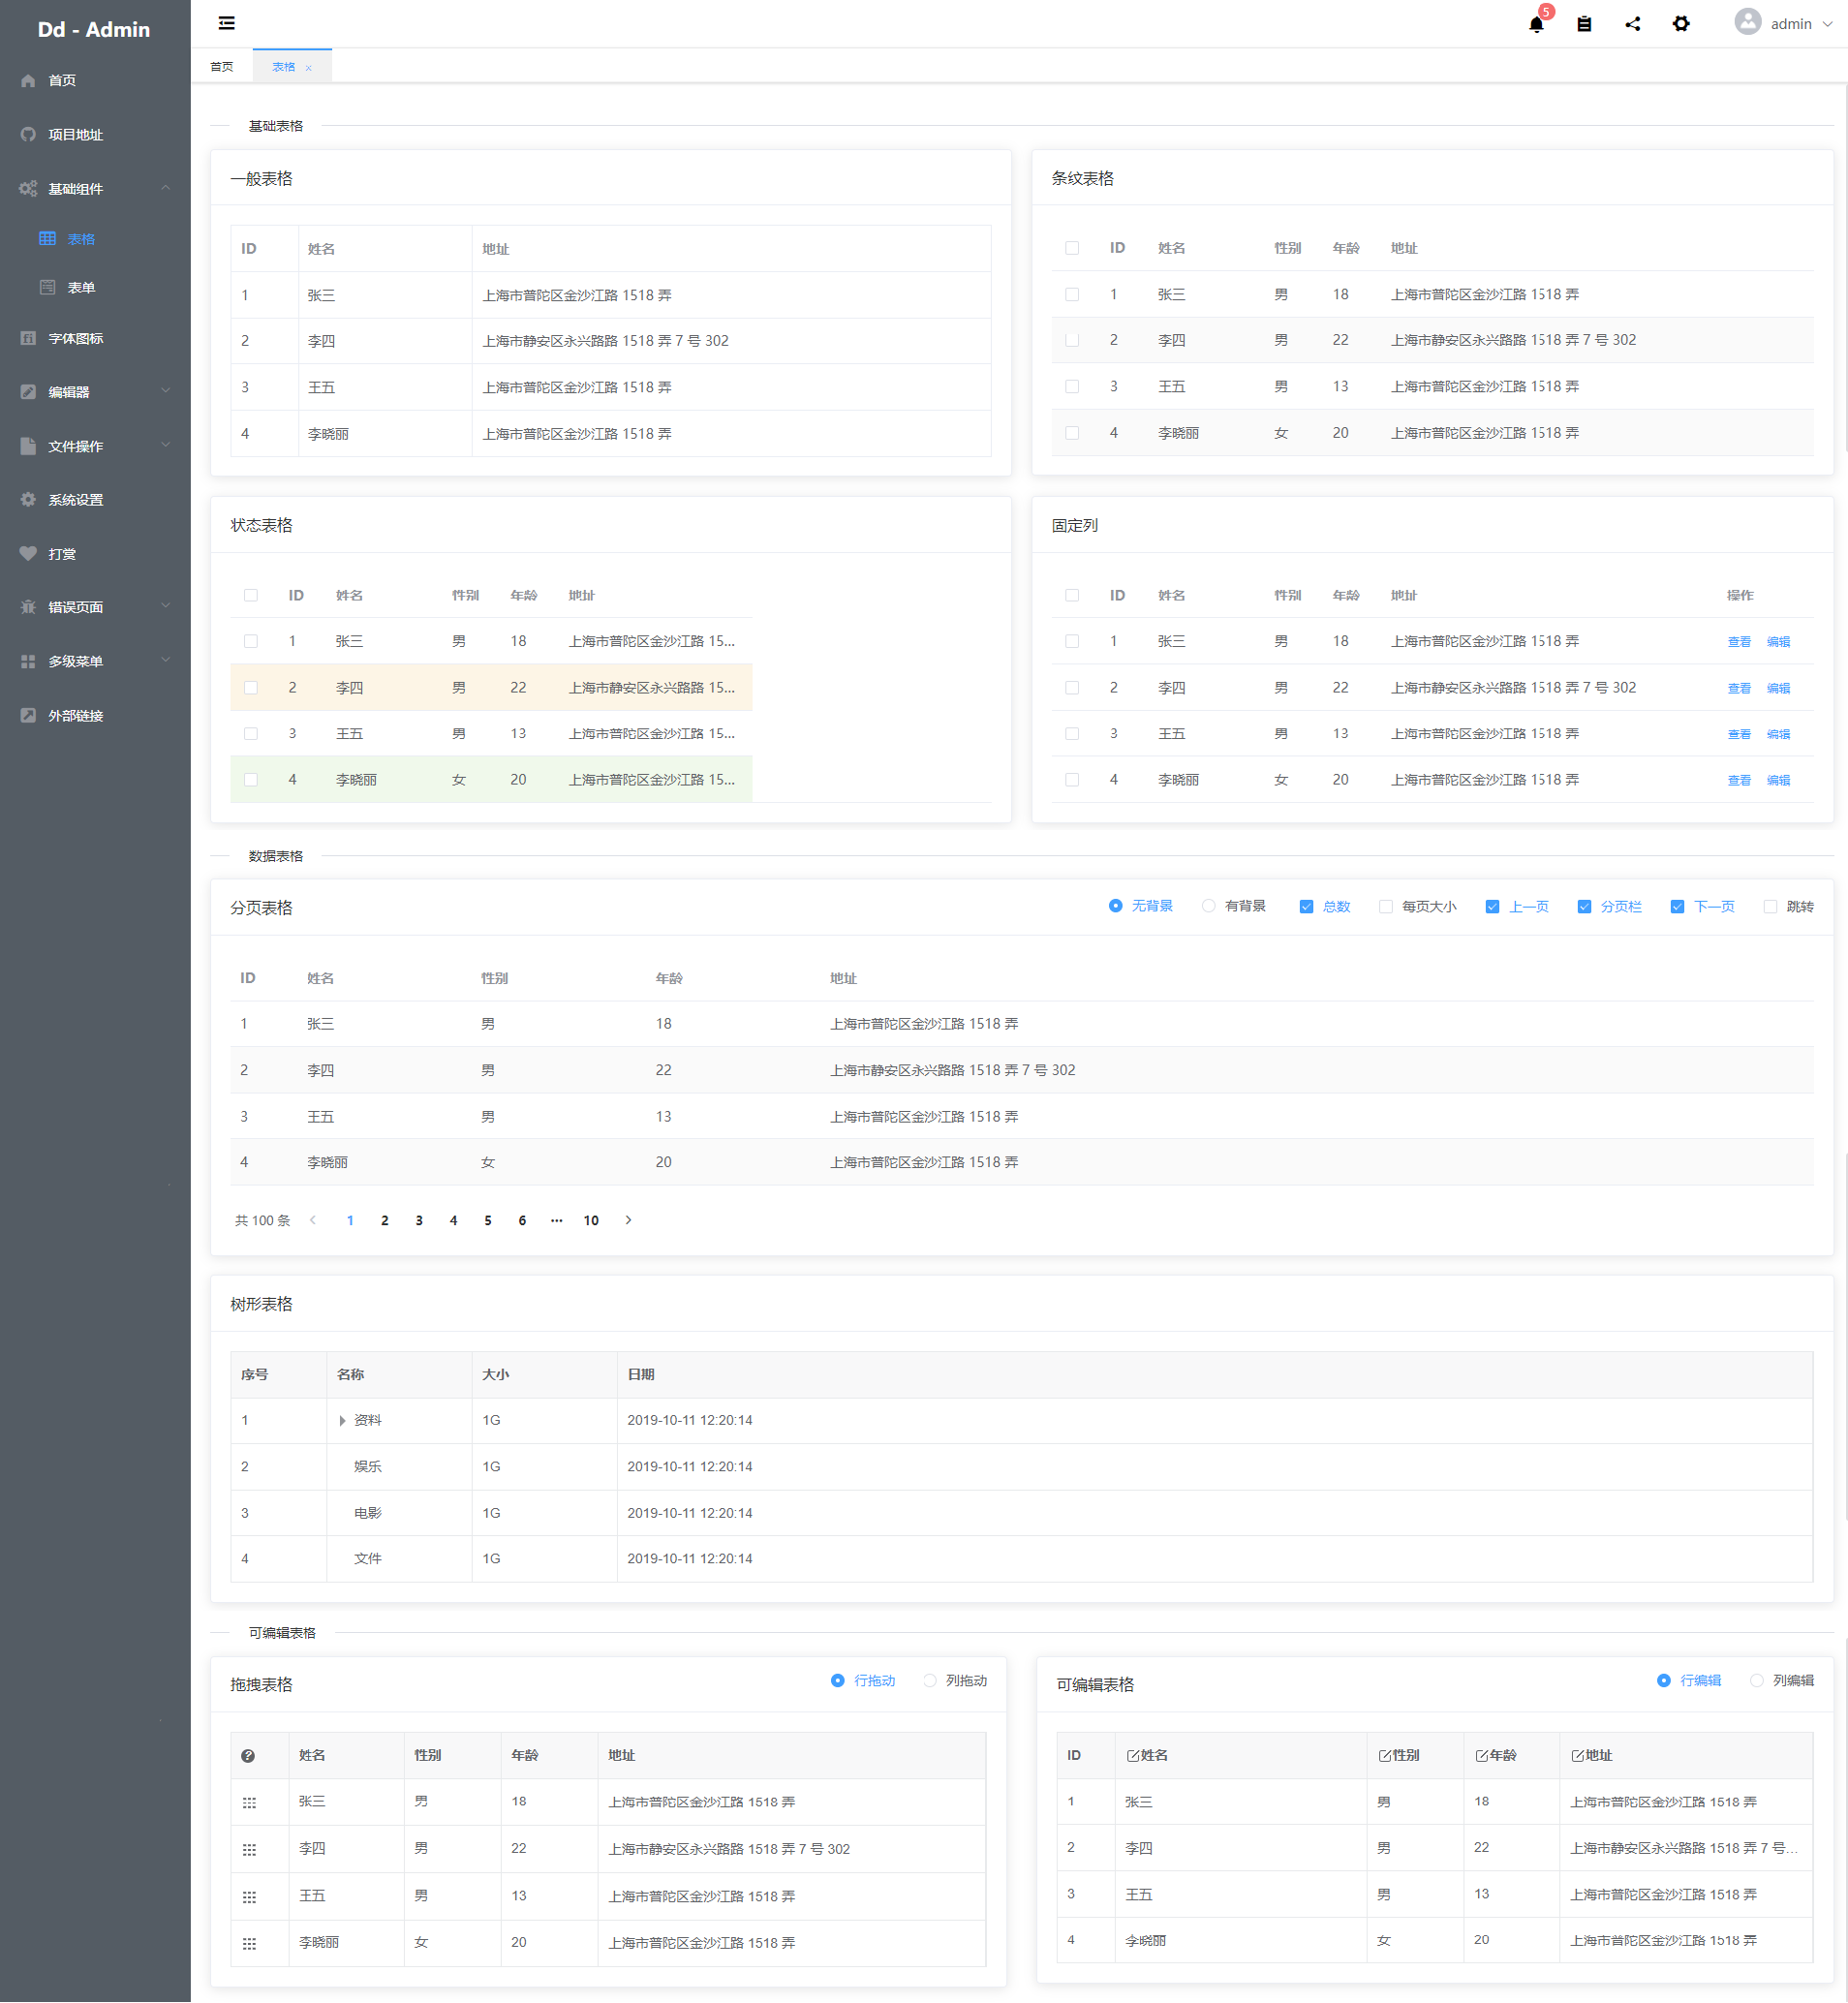 Dd - Admin
首页
项目地址
基础组件
表格
表单
字体图标
编辑器
文件操作
系统设置
打赏
错误页面
多级菜单
外部链接
5
admin
首页 表格 ×
基础表格
一般表格
ID 姓名 地址
1 张三 上海市普陀区金沙江路 1518 弄
2 李四 上海市静安区永兴路路 1518 弄 7 号 302
3 王五 上海市普陀区金沙江路 1518 弄
4 李晓丽 上海市普陀区金沙江路 1518 弄
条纹表格
ID 姓名 性别 年龄 地址
1 张三 男 18 上海市普陀区金沙江路 1518 弄
2 李四 男 22 上海市静安区永兴路路 1518 弄 7 号 302
3 王五 男 13 上海市普陀区金沙江路 1518 弄
4 李晓丽 女 20 上海市普陀区金沙江路 1518 弄
状态表格
ID 姓名 性别 年龄 地址
1 张三 男 18 上海市普陀区金沙江路 15...
2 李四 男 22 上海市静安区永兴路路 15...
3 王五 男 13 上海市普陀区金沙江路 15...
4 李晓丽 女 20 上海市普陀区金沙江路 15...
固定列
ID 姓名 性别 年龄 地址 操作
1 张三 男 18 上海市普陀区金沙江路 1518 弄 查看 编辑
2 李四 男 22 上海市静安区永兴路路 1518 弄 7 号 302 查看 编辑
3 王五 男 13 上海市普陀区金沙江路 1518 弄 查看 编辑
4 李晓丽 女 20 上海市普陀区金沙江路 1518 弄 查看 编辑
数据表格
分页表格 无背景 有背景 总数 每页大小 上一页 分页栏 下一页 跳转
ID 姓名 性别 年龄 地址
1 张三 男 18 上海市普陀区金沙江路 1518 弄
2 李四 男 22 上海市静安区永兴路路 1518 弄 7 号 302
3 王五 男 13 上海市普陀区金沙江路 1518 弄
4 李晓丽 女 20 上海市普陀区金沙江路 1518 弄
共 100 条 1 2 3 4 5 6 ··· 10
树形表格
序号 名称 大小 日期
1 资料 1G 2019-10-11 12:20:14
2 娱乐 1G 2019-10-11 12:20:14
3 电影 1G 2019-10-11 12:20:14
4 文件 1G 2019-10-11 12:20:14
可编辑表格
拖拽表格 行拖动 列拖动
姓名 性别 年龄 地址
张三 男 18 上海市普陀区金沙江路 1518 弄
李四 男 22 上海市静安区永兴路路 1518 弄 7 号 302
王五 男 13 上海市普陀区金沙江路 1518 弄
李晓丽 女 20 上海市普陀区金沙江路 1518 弄
可编辑表格 行编辑 列编辑
ID 姓名 性别 年龄 地址
1 张三 男 18 上海市普陀区金沙江路 1518 弄
2 李四 男 22 上海市静安区永兴路路 1518 弄 7 号...
3 王五 男 13 上海市普陀区金沙江路 1518 弄
4 李晓丽 女 20 上海市普陀区金沙江路 1518 弄